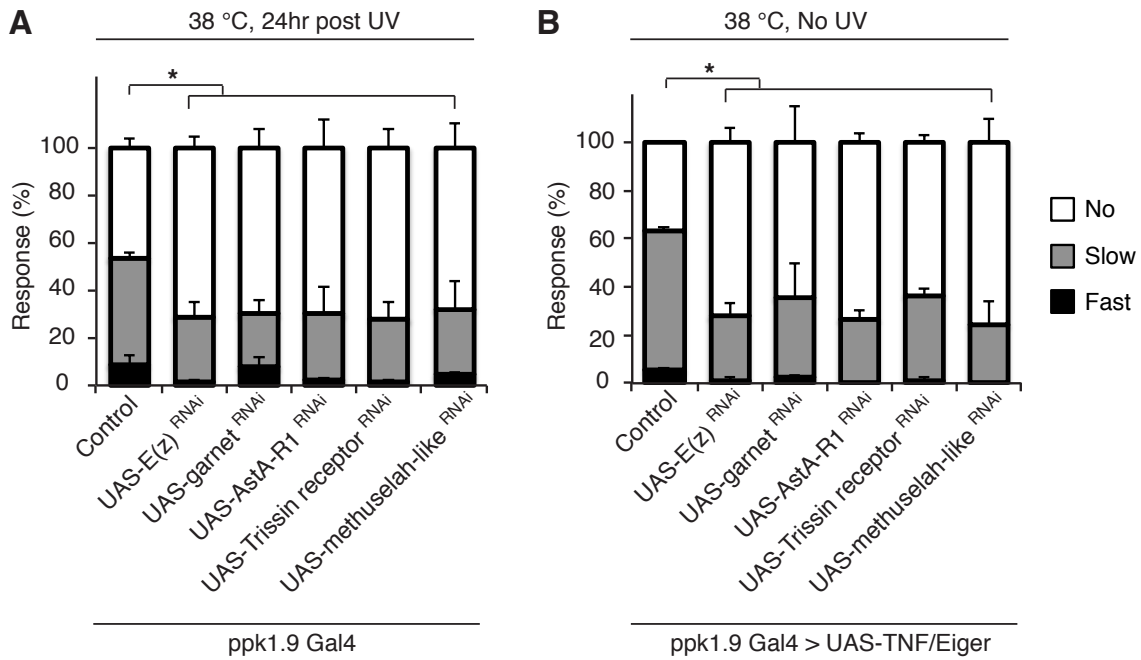 A
38 °C, 24hr post UV
*
Response (%)
100
80
60
40
20
0
Control
UAS-E(z) RNAi
UAS-garnet RNAi
UAS-AstA-R1 RNAi
UAS-Trissin receptor RNAi
UAS-methuselah-like RNAi
ppk1.9 Gal4
B
38 °C, No UV
*
Response (%)
100
80
60
40
20
0
Control
UAS-E(z) RNAi
UAS-garnet RNAi
UAS-AstA-R1 RNAi
UAS-Trissin receptor RNAi
UAS-methuselah-like RNAi
ppk1.9 Gal4 > UAS-TNF/Eiger
No
Slow
Fast